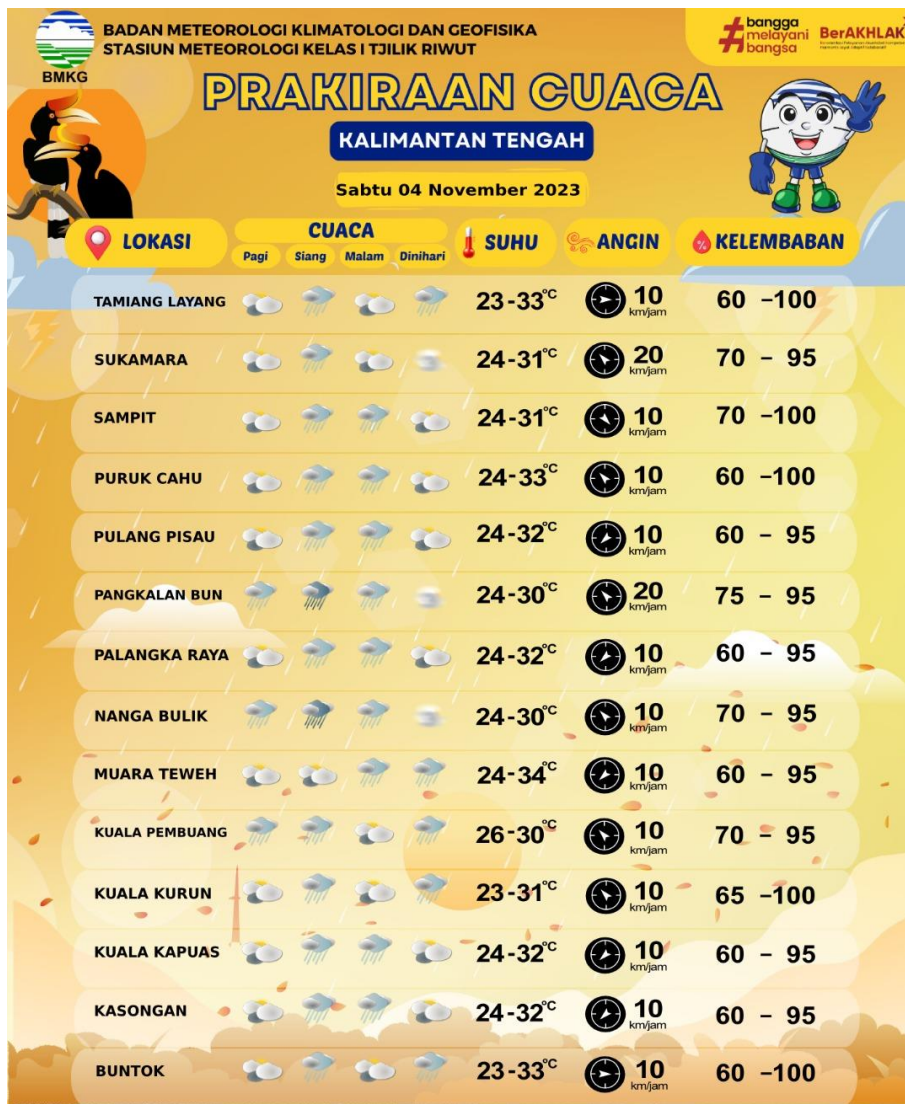 BADAN METEOROLOGI KLIMATOLOGI DAN GEOFISIKA
STASIUN METEOROLOGI KELAS I TJILIK RIWUT
BMKG
#bangga melayani bangsa
BerAKHLAK
PRAKIRAAN CUACA
KALIMANTAN TENGAH
Sabtu 04 November 2023
LOKASI CUACA SUHU ANGIN KELEMBABAN
Pagi Siang Malam Dinihari
TAMIANG LAYANG 23-33°C 10 km/jam 60 –100
SUKAMARA 24-31°C 20 km/jam 70 – 95
SAMPIT 24-31°C 10 km/jam 70 –100
PURUK CAHU 24-33°C 10 km/jam 60 –100
PULANG PISAU 24-32°C 10 km/jam 60 – 95
PANGKALAN BUN 24-30°C 20 km/jam 75 – 95
PALANGKA RAYA 24-32°C 10 km/jam 60 – 95
NANGA BULIK 24-30°C 10 km/jam 70 – 95
MUARA TEWEH 24-34°C 10 km/jam 60 – 95
KUALA PEMBUANG 26-30°C 10 km/jam 70 – 95
KUALA KURUN 23-31°C 10 km/jam 65 –100
KUALA KAPUAS 24-32°C 10 km/jam 60 – 95
KASONGAN 24-32°C 10 km/jam 60 – 95
BUNTOK 23-33°C 10 km/jam 60 –100